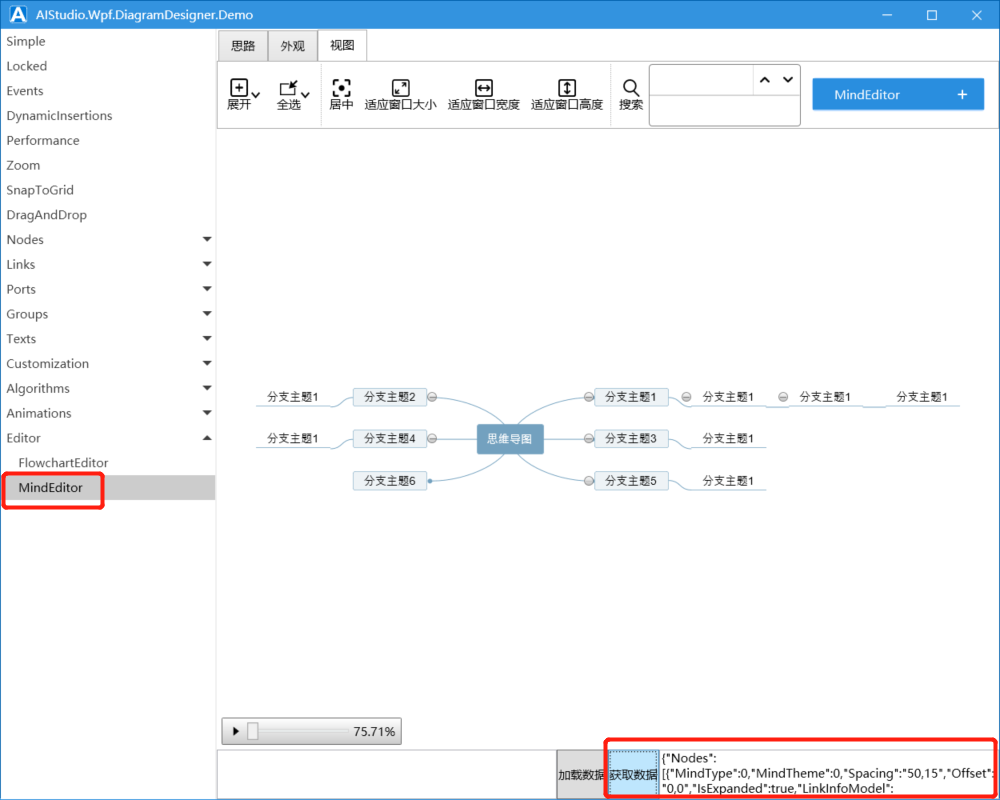 AIStudio.Wpf.DiagramDesigner.Demo
Simple
Locked
Events
DynamicInsertions
Performance
Zoom
SnapToGrid
DragAndDrop
Nodes
Links
Ports
Groups
Texts
Customization
Algorithms
Animations
Editor
FlowchartEditor
MindEditor
思路 外观 视图
展开 全选 居中 适应窗口大小 适应窗口宽度 适应窗口高度 搜索 MindEditor +
分支主题1 分支主题2 分支主题1 分支主题1 分支主题1 分支主题1
分支主题1 分支主题4 思维导图 分支主题3 分支主题1
分支主题6 分支主题5 分支主题1
75.71%
加载数据 获取数据
{"Nodes":
[{"MindType":0,"MindTheme":0,"Spacing":"50,15","Offset":
"0,0","IsExpanded":true,"LinkInfoModel":